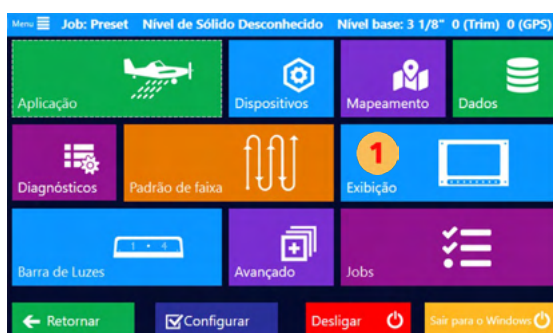 Menu Job: Preset Nível de Sólido Desconhecido Nível base: 3 1/8" 0 (Trim) 0 (GPS)
Aplicação Dispositivos Mapeamento Dados
1
Diagnósticos Padrão de faixa Exibição
1 • 4
Barra de Luzes Avançado Jobs
Retornar Configurar Desligar Sair para o Windows